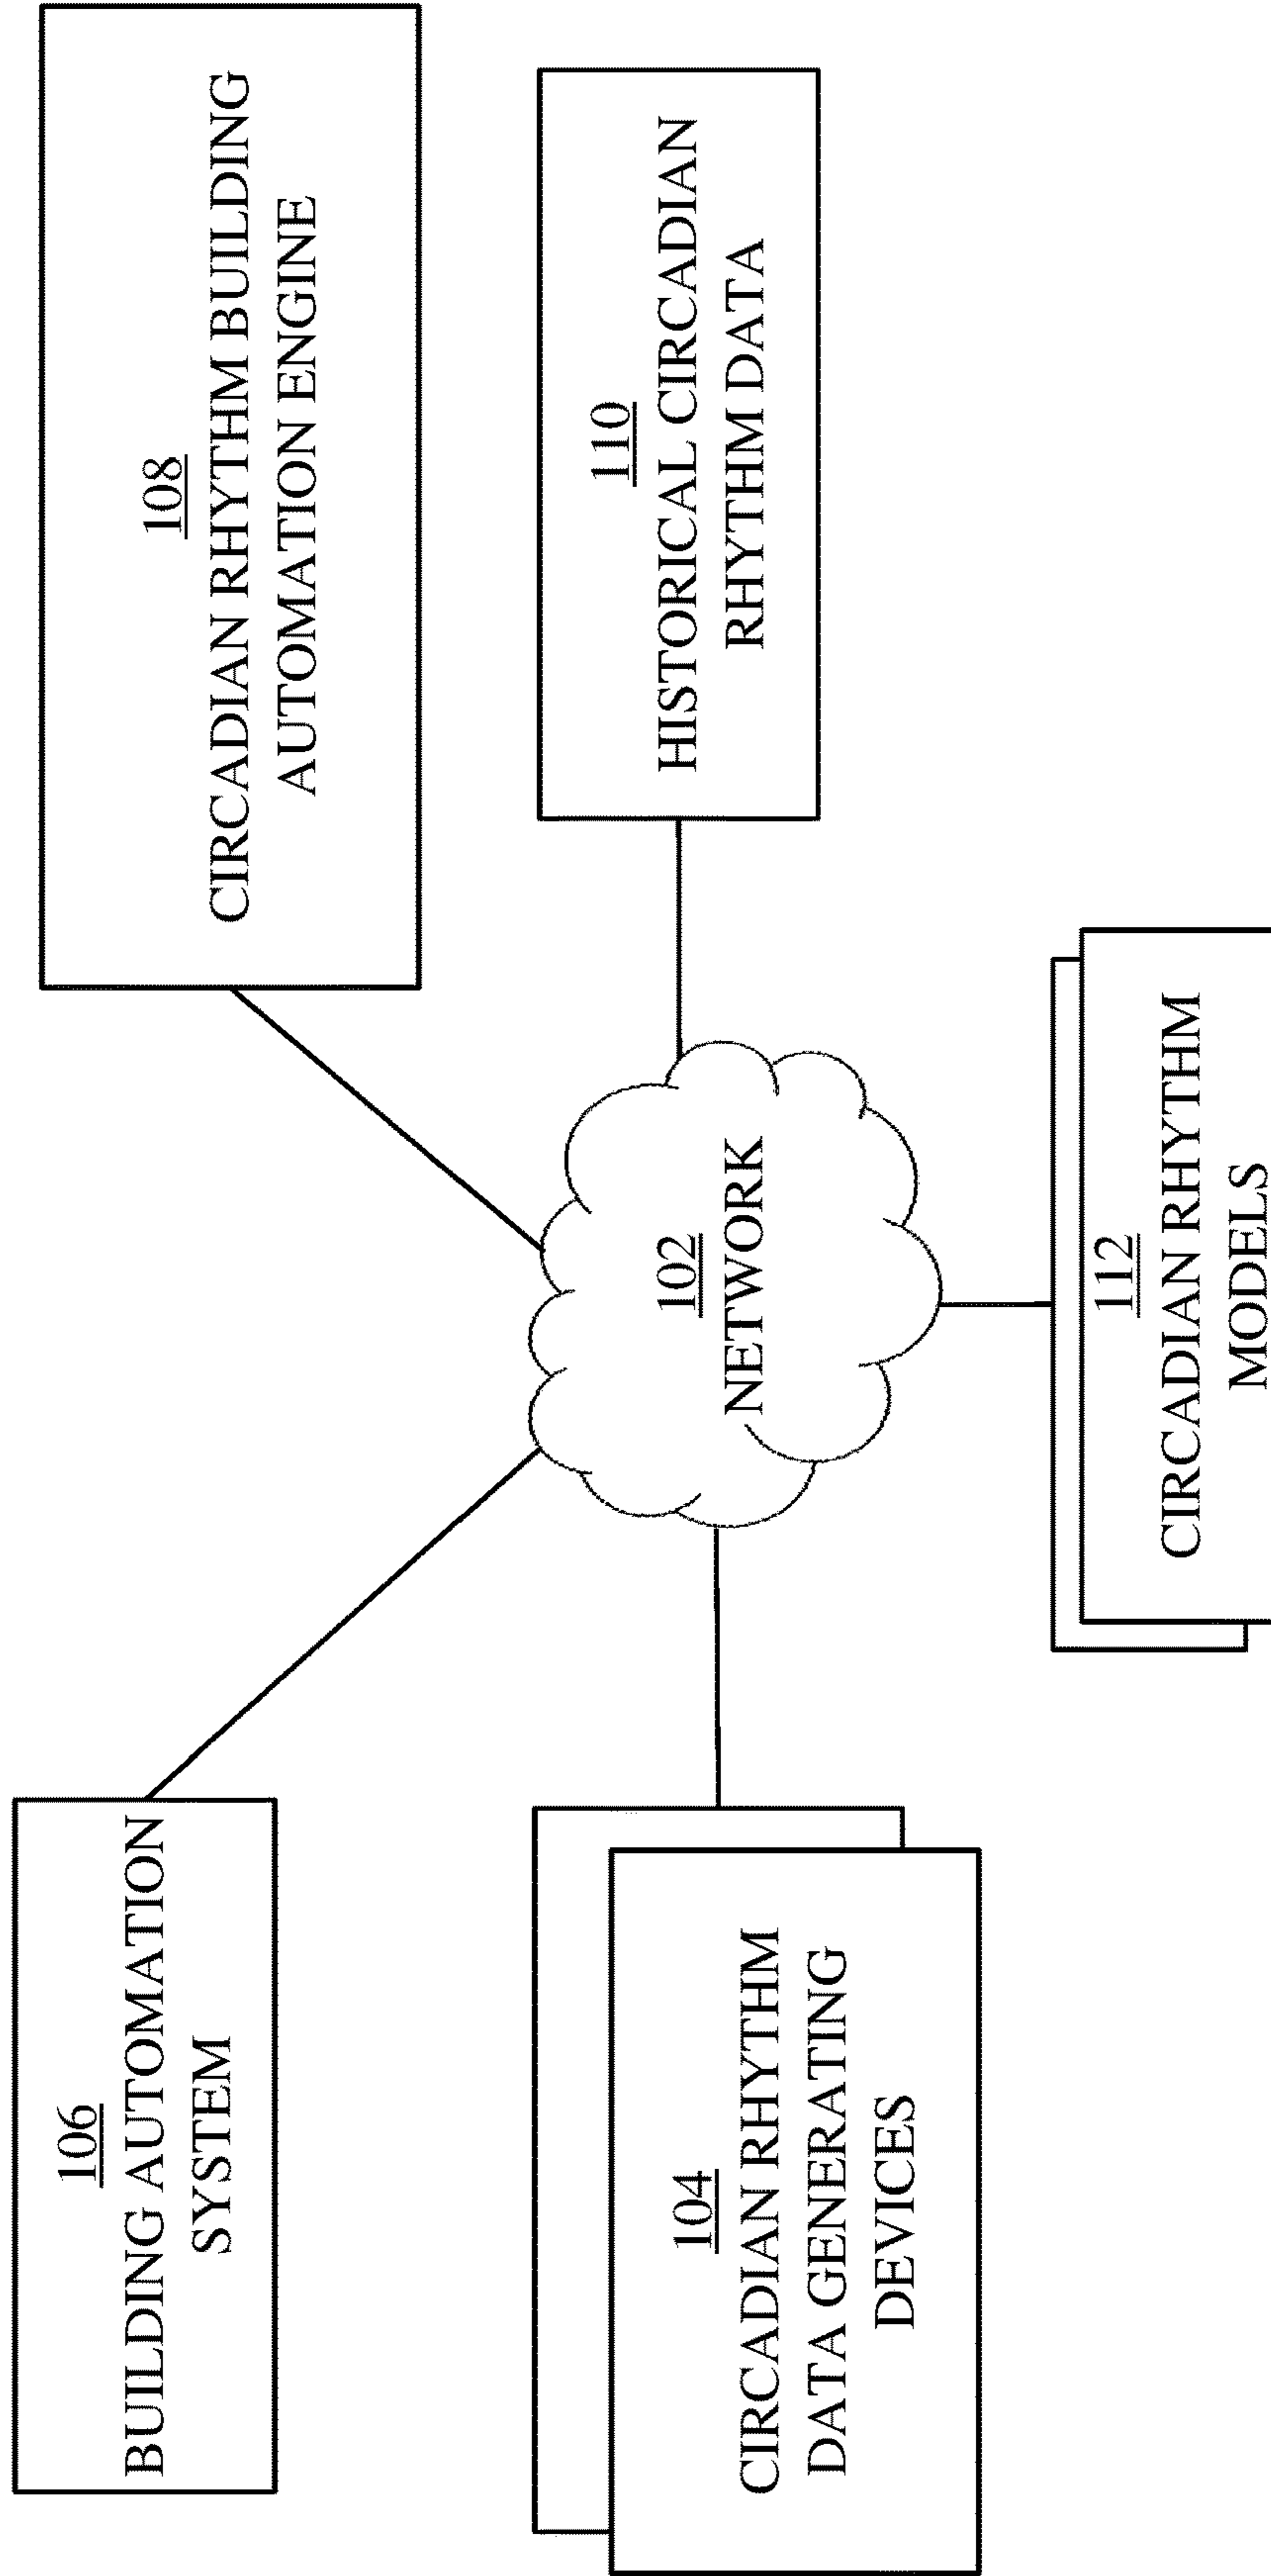 106
BUILDING AUTOMATION
SYSTEM
108
CIRCADIAN RHYTHM BUILDING
AUTOMATION ENGINE
104
CIRCADIAN RHYTHM
DATA GENERATING
DEVICES
102
NETWORK
110
HISTORICAL CIRCADIAN
RHYTHM DATA
112
CIRCADIAN RHYTHM
MODELS